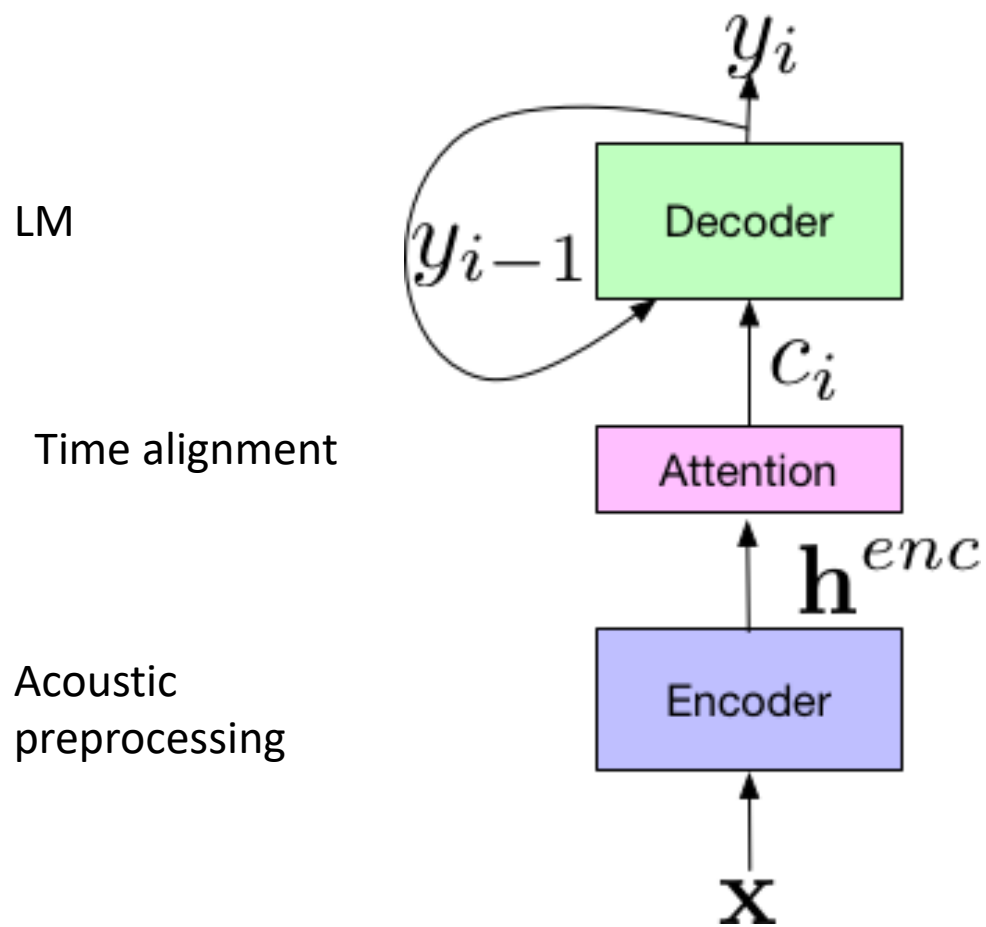 y_i
LM
Decoder
y_{i-1}
c_i
Time alignment
Attention
h^{enc}
Acoustic
preprocessing
Encoder
x